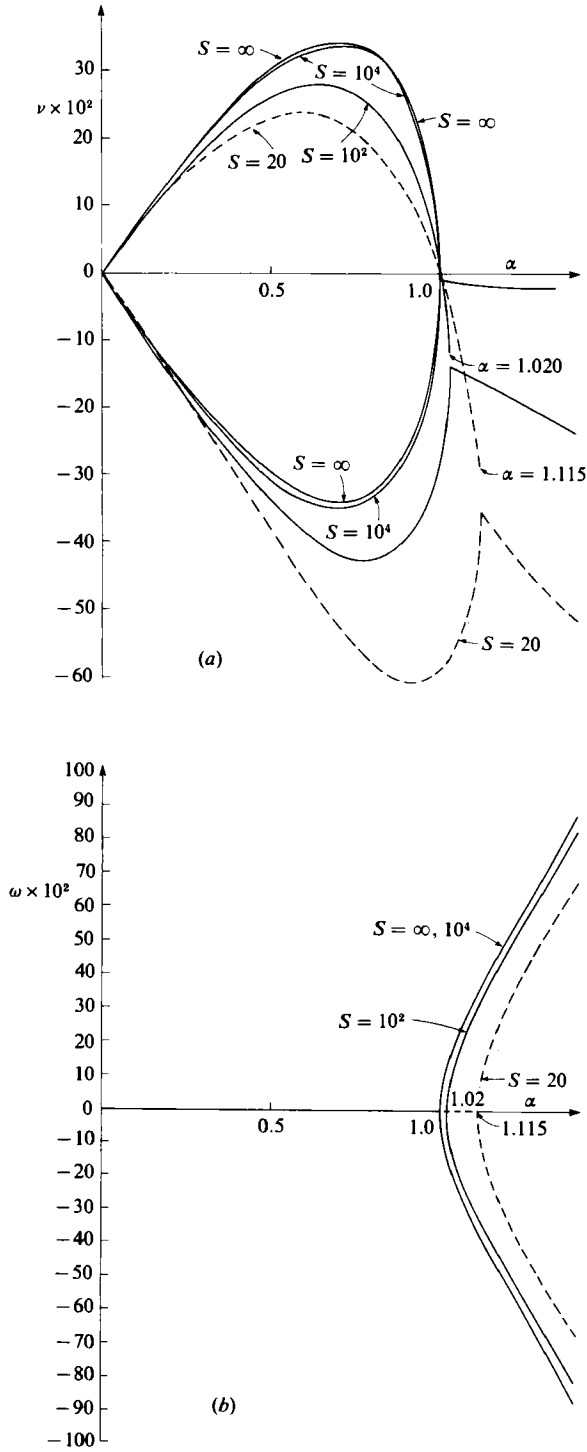 S = ∞
30
S = 10⁴
ν × 10²
S = ∞
20
S = 10²
S = 20
10
α
0
0.5
1.0
−10
α = 1.020
−20
S = ∞
α = 1.115
−30
S = 10⁴
−40
−50
S = 20
(a)
−60
100
90
80
70
ω × 10²
60
50
S = ∞, 10⁴
40
30
S = 10²
20
10
S = 20
1.02
α
0
0.5
1.0
1.115
−10
−20
−30
−40
−50
−60
−70
−80
(b)
−90
−100